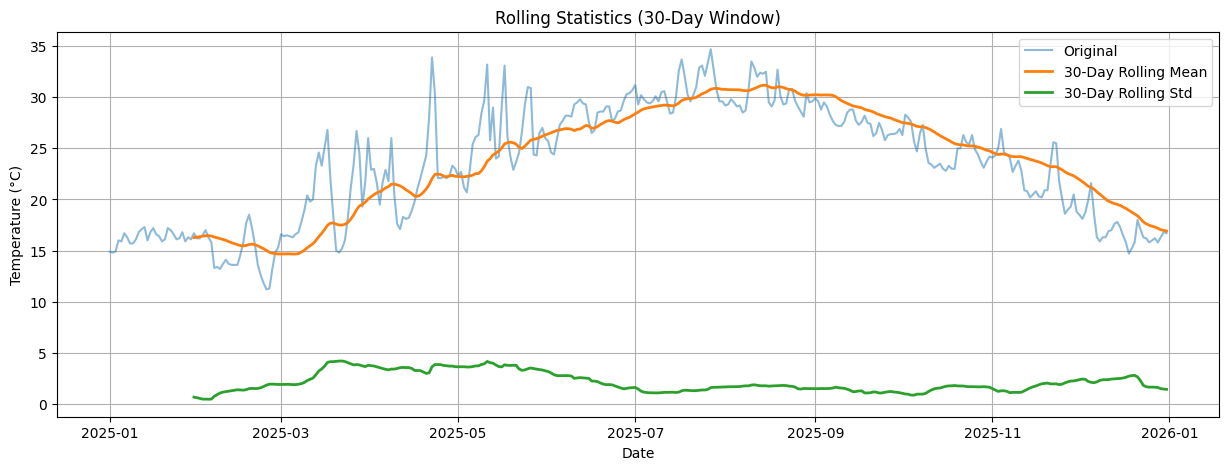 Rolling Statistics (30-Day Window)
Original
30-Day Rolling Mean
30-Day Rolling Std
Temperature (°C)
35
30
25
20
15
10
5
0
2025-01
2025-03
2025-05
2025-07
2025-09
2025-11
2026-01
Date